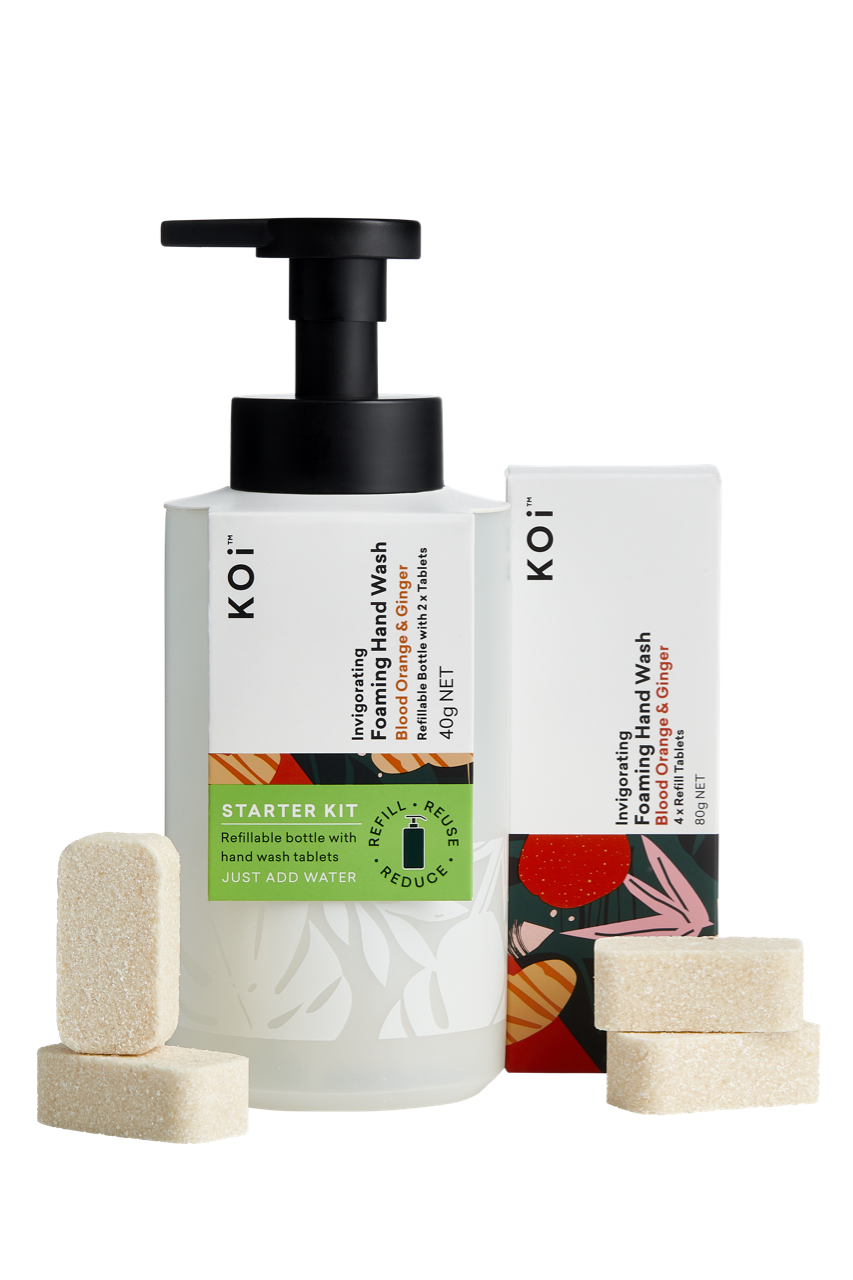 KOi™
Invigorating
Foaming Hand Wash
Blood Orange & Ginger
Refillable Bottle with 2 x Tablets
40g NET
STARTER KIT
Refillable bottle with
hand wash tablets
JUST ADD WATER
REFILL • REUSE • REDUCE •
KOi™
Invigorating
Foaming Hand Wash
Blood Orange & Ginger
4 x Refill Tablets
80g NET